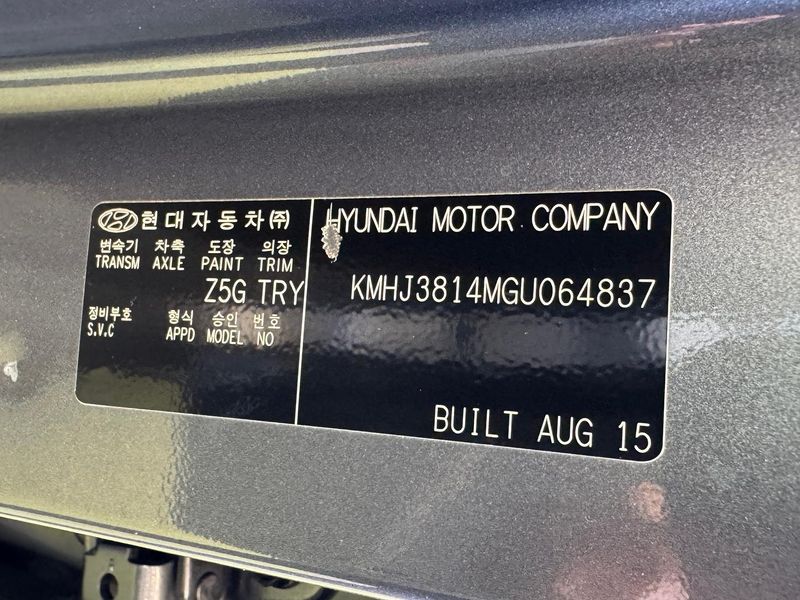 현대자동차(주)
변속기 차축 도장 의장
TRANSM AXLE PAINT TRIM
Z5G TRY
정비부호 형식 승인 번호
S.V.C APPD MODEL NO
HYUNDAI MOTOR COMPANY
KMHJ3814MGU064837
BUILT AUG 15